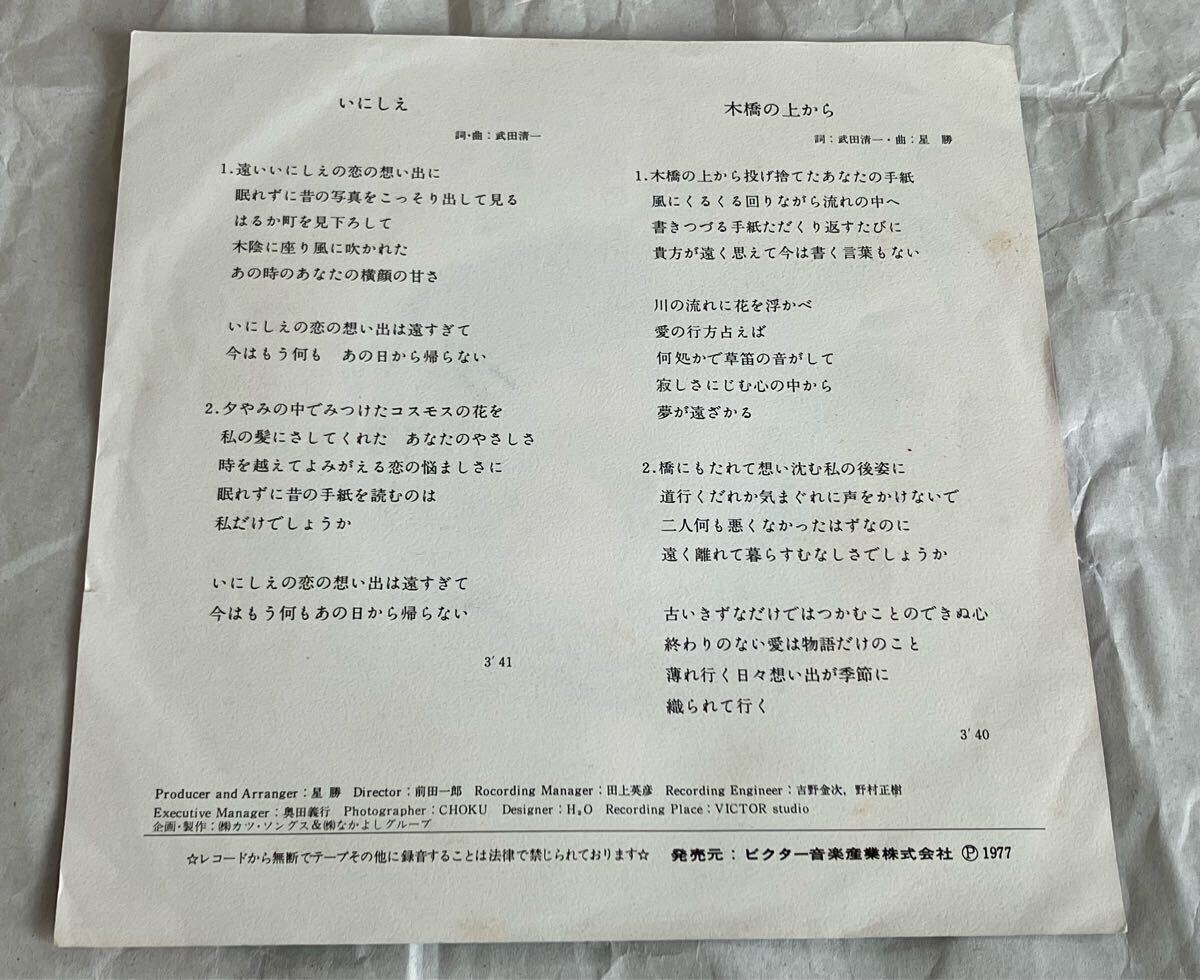 いにしえ
詞・曲：武田清一
1.遠いいにしえの恋の想い出に
眠れずに昔の写真をこっそり出して見る
はるか町を見下ろして
木陰に座り風に吹かれた
あの時のあなたの横顔の甘さ
いにしえの恋の想い出は遠すぎて
今はもう何も　あの日から帰らない
2.夕やみの中でみつけたコスモスの花を
私の髪にさしてくれた　あなたのやさしさ
時を越えてよみがえる恋の悩ましさに
眠れずに昔の手紙を読むのは
私だけでしょうか
いにしえの恋の想い出は遠すぎて
今はもう何もあの日から帰らない
3′41
木橋の上から
詞：武田清一・曲：星　勝
1.木橋の上から投げ捨てたあなたの手紙
風にくるくる回りながら流れの中へ
書きつづる手紙ただくり返すたびに
貴方が遠く思えて今は書く言葉もない
川の流れに花を浮かべ
愛の行方占えば
何処かで草笛の音がして
寂しさにじむ心の中から
夢が遠ざかる
2.橋にもたれて想い沈む私の後姿に
道行くだれか気まぐれに声をかけないで
二人何も悪くなかったはずなのに
遠く離れて暮らすむなしさでしょうか
古いきずなだけではつかむことのできぬ心
終わりのない愛は物語だけのこと
薄れ行く日々想い出が季節に
織られて行く
3′40
Producer and Arranger：星 勝　Director：前田一郎　Rocording Manager：田上英彦　Recording Engineer：吉野金次，野村正樹
Executive Manager：奥田義行　Photographer：CHOKU　Designer：H₂O　Recording Place：VICTOR studio
企画・製作：㈱カツ・ソングス＆㈱なかよしグループ
☆レコードから無断でテープその他に録音することは法律で禁じられております☆　発売元：ビクター音楽産業株式会社 Ⓟ 1977